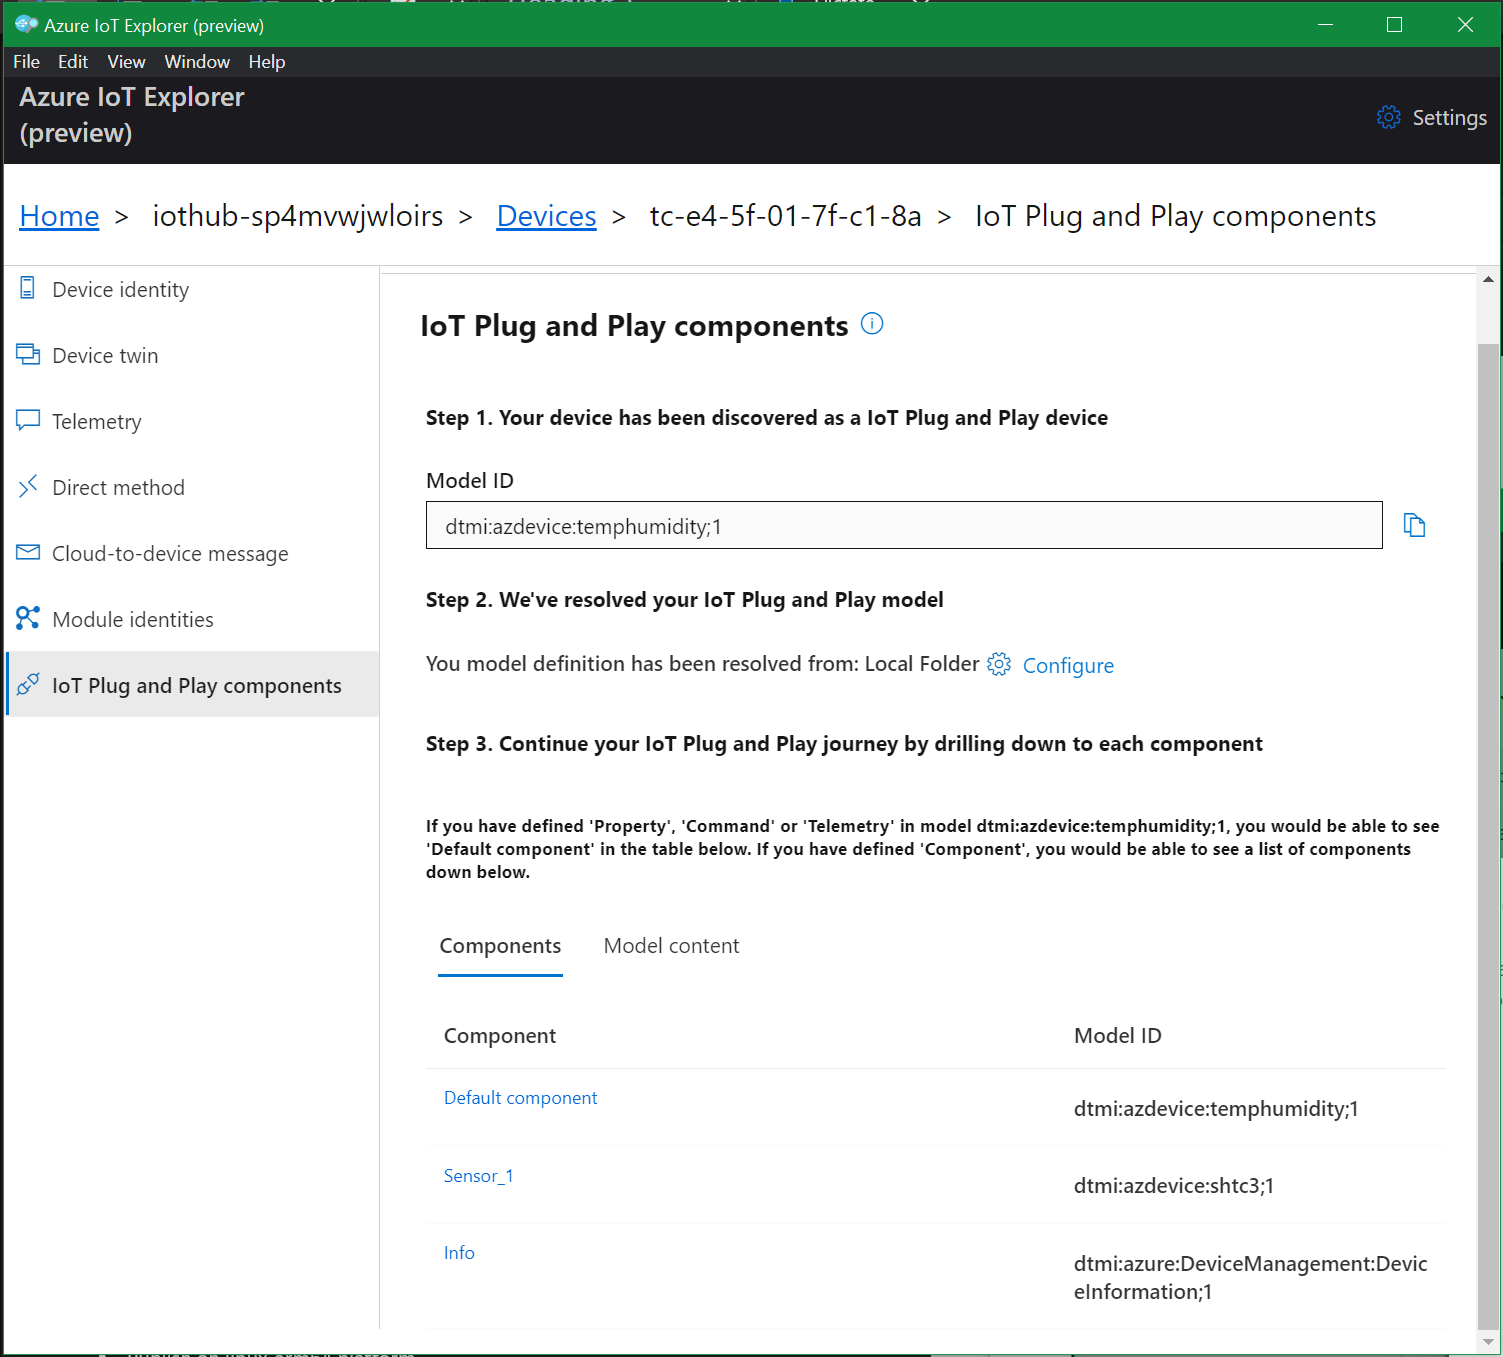 Azure IoT Explorer (preview)
File Edit View Window Help
Azure IoT Explorer
(preview)
Settings
Home > iothub-sp4mvwjwloirs > Devices > tc-e4-5f-01-7f-c1-8a > IoT Plug and Play components
Device identity
Device twin
Telemetry
Direct method
Cloud-to-device message
Module identities
IoT Plug and Play components
IoT Plug and Play components
Step 1. Your device has been discovered as a IoT Plug and Play device
Model ID
dtmi:azdevice:temphumidity;1
Step 2. We've resolved your IoT Plug and Play model
You model definition has been resolved from: Local Folder Configure
Step 3. Continue your IoT Plug and Play journey by drilling down to each component
If you have defined 'Property', 'Command' or 'Telemetry' in model dtmi:azdevice:temphumidity;1, you would be able to see
'Default component' in the table below. If you have defined 'Component', you would be able to see a list of components
down below.
Components Model content
Component Model ID
Default component dtmi:azdevice:temphumidity;1
Sensor_1 dtmi:azdevice:shtc3;1
Info dtmi:azure:DeviceManagement:Devic
eInformation;1